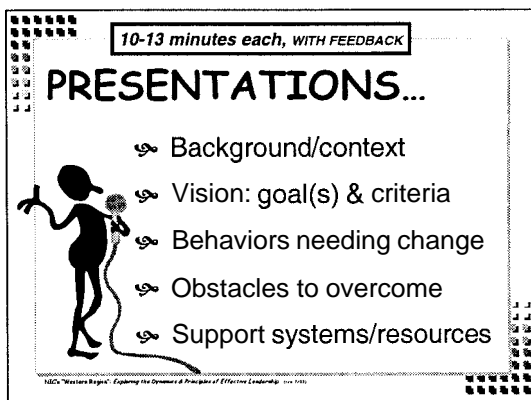 10-13 minutes each, WITH FEEDBACK
PRESENTATIONS...
Background/context
Vision: goal(s) & criteria
Behaviors needing change
Obstacles to overcome
Support systems/resources
NIC's "Western Region": Exploring the Dynamics & Principles of Effective Leadership